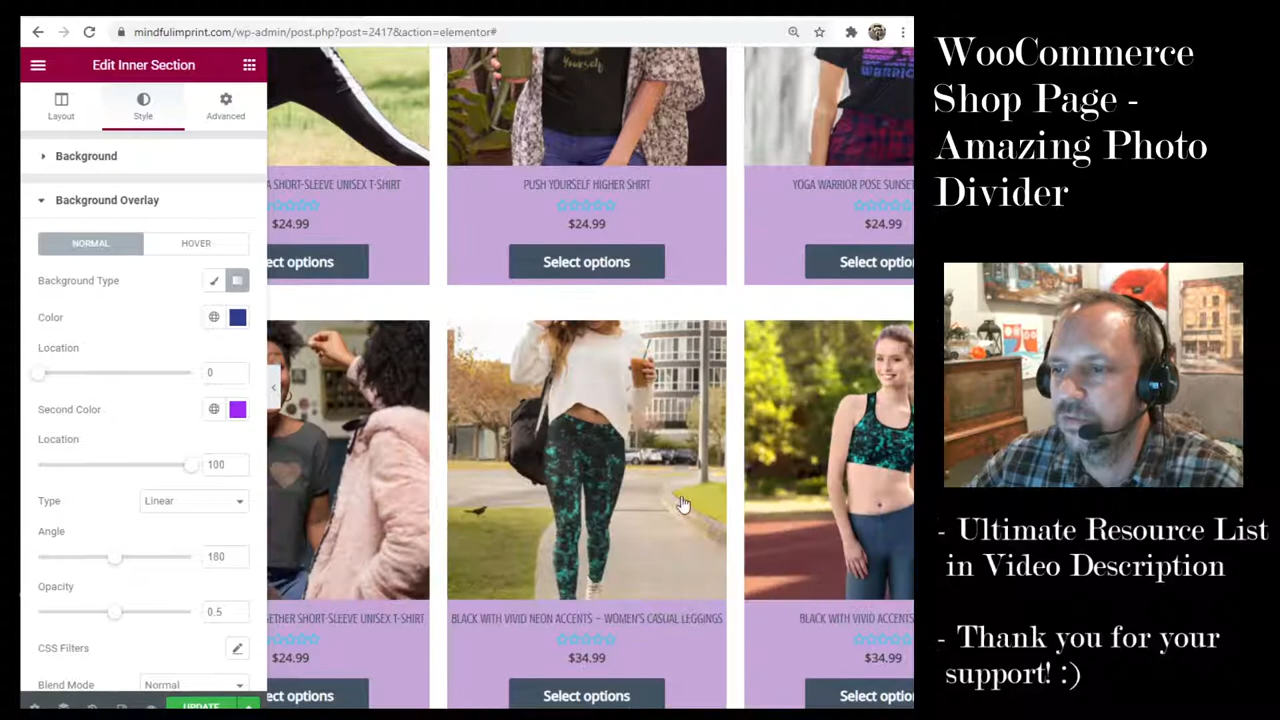 mindfulimprint.com/wp-admin/post.php?post=2417&action=elementor#
Edit Inner Section
Layout
Style
Advanced
Background
Background Overlay
NORMAL
HOVER
Background Type
Color
Location
0
Second Color
Location
100
Type
Linear
Angle
180
Opacity
0.5
CSS Filters
Blend Mode
Normal
UPDATE
Yourself
WARRIOR
A SHORT-SLEEVE UNISEX T-SHIRT
PUSH YOURSELF HIGHER SHIRT
YOGA WARRIOR POSE SUNSET
$24.99
$24.99
$24.99
ect options
Select options
Select option
GETHER SHORT-SLEEVE UNISEX T-SHIRT
BLACK WITH VIVID NEON ACCENTS – WOMEN'S CASUAL LEGGINGS
BLACK WITH VIVID ACCENTS
$24.99
$34.99
$34.99
ect options
Select options
Select option
WooCommerce
Shop Page -
Amazing Photo
Divider
- Ultimate Resource List
in Video Description
- Thank you for your
support! :)